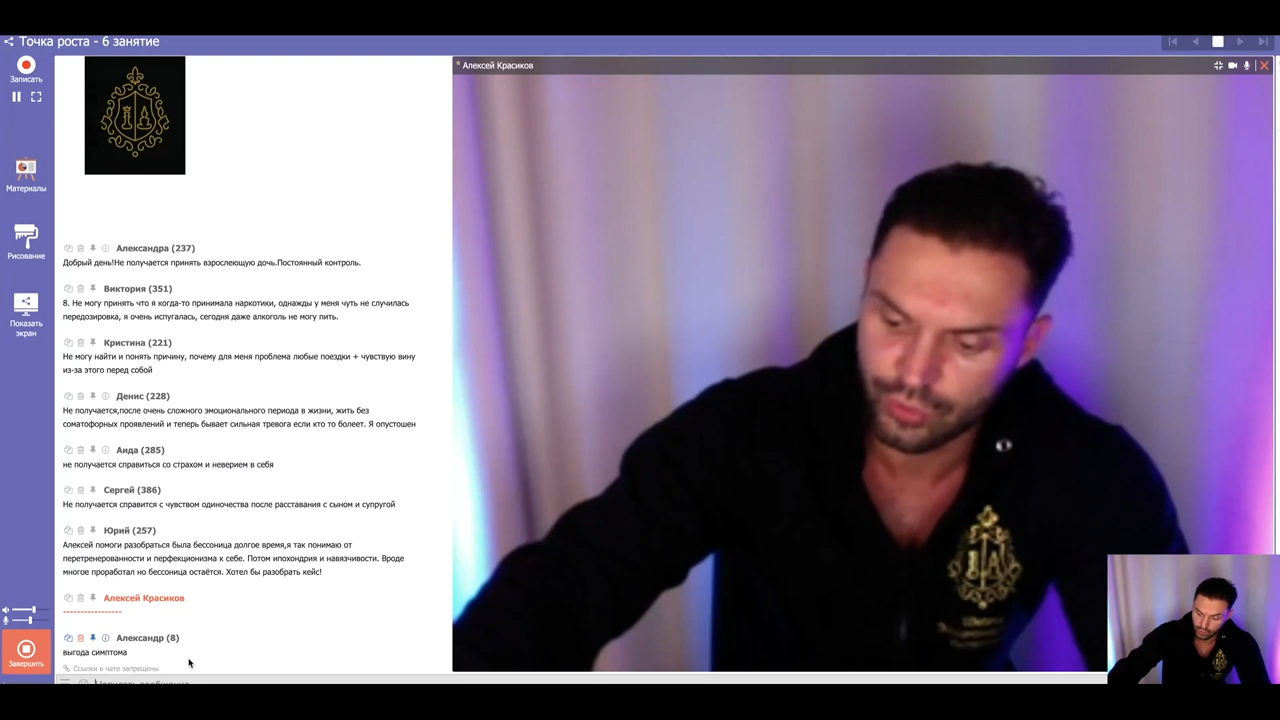 Точка роста - 6 занятие
Записать
Материалы
Рисование
Показать
экран
Завершить
Александра (237)
Добрый день!Не получается принять взрослеющую дочь.Постоянный контроль.
Виктория (351)
8. Не могу принять что я когда-то принимала наркотики, однажды у меня чуть не случилась
передозировка, я очень испугалась, сегодня даже алкоголь не могу пить.
Кристина (221)
Не могу найти и понять причину, почему для меня проблема любые поездки + чувствую вину
из-за этого перед собой
Денис (228)
Не получается,после очень сложного эмоционального периода в жизни, жить без
соматофорных проявлений и теперь бывает сильная тревога если кто то болеет. Я опустошен
Аида (285)
не получается справиться со страхом и неверием в себя
Сергей (386)
Не получается справится с чувством одиночества после расставания с сыном и супругой
Юрий (257)
Алексей помоги разобраться была бессоница долгое время,я так понимаю от
перетренерованности и перфекционизма к себе. Потом ипохондрия и навязчивости. Вроде
многое проработал но бессоница остаётся. Хотел бы разобрать кейс!
Алексей Красиков
-----------------
Александр (8)
выгода симптома
Ссылки в чате запрещены
Алексей Красиков